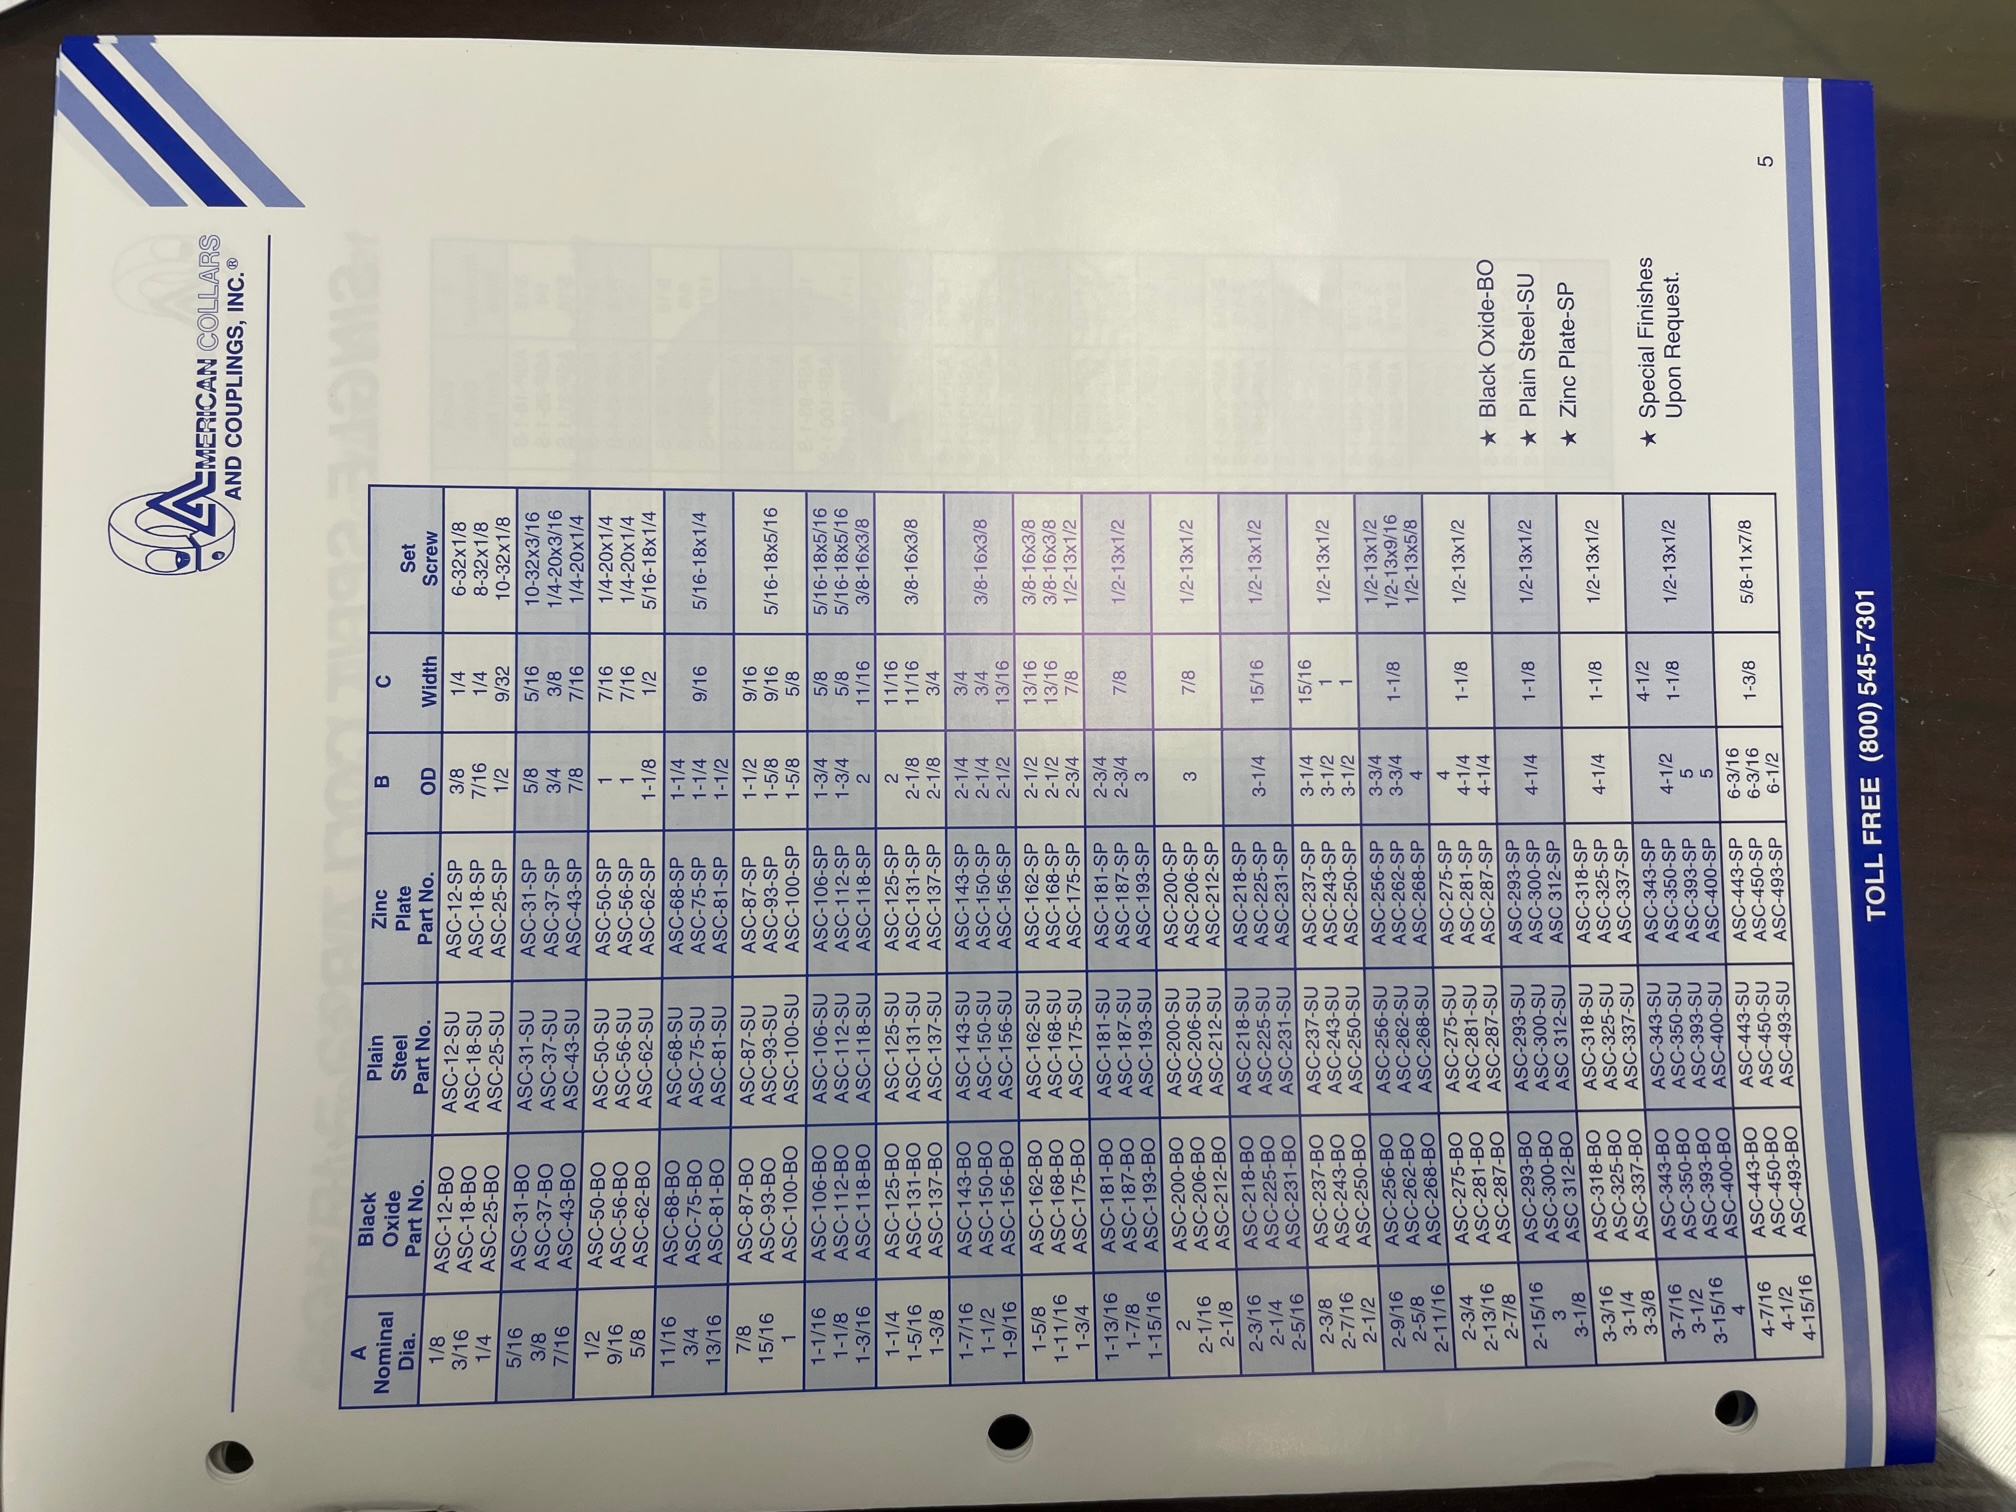 AMERICAN COLLARS
AND COUPLINGS, INC.®
A Nominal Dia. Black Oxide Part No. Plain Steel Part No. Zinc Plate Part No. B OD C Width Set Screw
1/8 ASC-12-BO ASC-12-SU ASC-12-SP 3/8 1/4 6-32x1/8
3/16 ASC-18-BO ASC-18-SU ASC-18-SP 7/16 1/4 8-32x1/8
1/4 ASC-25-BO ASC-25-SU ASC-25-SP 1/2 9/32 10-32x1/8
5/16 ASC-31-BO ASC-31-SU ASC-31-SP 5/8 5/16 10-32x3/16
3/8 ASC-37-BO ASC-37-SU ASC-37-SP 3/4 3/8 1/4-20x3/16
7/16 ASC-43-BO ASC-43-SU ASC-43-SP 7/8 7/16 1/4-20x1/4
1/2 ASC-50-BO ASC-50-SU ASC-50-SP 1 7/16 1/4-20x1/4
9/16 ASC-56-BO ASC-56-SU ASC-56-SP 1 7/16 1/4-20x1/4
5/8 ASC-62-BO ASC-62-SU ASC-62-SP 1-1/8 1/2 5/16-18x1/4
11/16 ASC-68-BO ASC-68-SU ASC-68-SP 1-1/4
3/4 ASC-75-BO ASC-75-SU ASC-75-SP 1-1/4 9/16 5/16-18x1/4
13/16 ASC-81-BO ASC-81-SU ASC-81-SP 1-1/2
7/8 ASC-87-BO ASC-87-SU ASC-87-SP 1-1/2 9/16
15/16 ASC-93-BO ASC-93-SU ASC-93-SP 1-5/8 9/16 5/16-18x5/16
1 ASC-100-BO ASC-100-SU ASC-100-SP 1-5/8 5/8
1-1/16 ASC-106-BO ASC-106-SU ASC-106-SP 1-3/4 5/8 5/16-18x5/16
1-1/8 ASC-112-BO ASC-112-SU ASC-112-SP 1-3/4 5/8 5/16-18x5/16
1-3/16 ASC-118-BO ASC-118-SU ASC-118-SP 2 11/16 3/8-16x3/8
1-1/4 ASC-125-BO ASC-125-SU ASC-125-SP 2 11/16
1-5/16 ASC-131-BO ASC-131-SU ASC-131-SP 2-1/8 11/16 3/8-16x3/8
1-3/8 ASC-137-BO ASC-137-SU ASC-137-SP 2-1/8 3/4
1-7/16 ASC-143-BO ASC-143-SU ASC-143-SP 2-1/4 3/4
1-1/2 ASC-150-BO ASC-150-SU ASC-150-SP 2-1/4 3/4 3/8-16x3/8
1-9/16 ASC-156-BO ASC-156-SU ASC-156-SP 2-1/2 13/16
1-5/8 ASC-162-BO ASC-162-SU ASC-162-SP 2-1/2 13/16 3/8-16x3/8
1-11/16 ASC-168-BO ASC-168-SU ASC-168-SP 2-1/2 13/16 3/8-16x3/8
1-3/4 ASC-175-BO ASC-175-SU ASC-175-SP 2-3/4 7/8 1/2-13x1/2
1-13/16 ASC-181-BO ASC-181-SU ASC-181-SP 2-3/4
1-7/8 ASC-187-BO ASC-187-SU ASC-187-SP 2-3/4 7/8 1/2-13x1/2
1-15/16 ASC-193-BO ASC-193-SU ASC-193-SP 3
2 ASC-200-BO ASC-200-SU ASC-200-SP
2-1/16 ASC-206-BO ASC-206-SU ASC-206-SP 3 7/8 1/2-13x1/2
2-1/8 ASC-212-BO ASC-212-SU ASC-212-SP
2-3/16 ASC-218-BO ASC-218-SU ASC-218-SP
2-1/4 ASC-225-BO ASC-225-SU ASC-225-SP 3-1/4 15/16 1/2-13x1/2
2-5/16 ASC-231-BO ASC-231-SU ASC-231-SP
2-3/8 ASC-237-BO ASC-237-SU ASC-237-SP 3-1/4 15/16
2-7/16 ASC-243-BO ASC-243-SU ASC-243-SP 3-1/2 1 1/2-13x1/2
2-1/2 ASC-250-BO ASC-250-SU ASC-250-SP 3-1/2 1
2-9/16 ASC-256-BO ASC-256-SU ASC-256-SP 3-3/4 1/2-13x1/2
2-5/8 ASC-262-BO ASC-262-SU ASC-262-SP 3-3/4 1-1/8 1/2-13x9/16
2-11/16 ASC-268-BO ASC-268-SU ASC-268-SP 4 1/2-13x5/8
2-3/4 ASC-275-BO ASC-275-SU ASC-275-SP 4
2-13/16 ASC-281-BO ASC-281-SU ASC-281-SP 4-1/4 1-1/8 1/2-13x1/2
2-7/8 ASC-287-BO ASC-287-SU ASC-287-SP 4-1/4
2-15/16 ASC-293-BO ASC-293-SU ASC-293-SP
3 ASC-300-BO ASC-300-SU ASC-300-SP 4-1/4 1-1/8 1/2-13x1/2
3-1/8 ASC 312-BO ASC 312-SU ASC 312-SP
3-3/16 ASC-318-BO ASC-318-SU ASC-318-SP
3-1/4 ASC-325-BO ASC-325-SU ASC-325-SP 4-1/4 1-1/8 1/2-13x1/2
3-3/8 ASC-337-BO ASC-337-SU ASC-337-SP
3-7/16 ASC-343-BO ASC-343-SU ASC-343-SP 4-1/2
3-1/2 ASC-350-BO ASC-350-SU ASC-350-SP 4-1/2 1-1/8 1/2-13x1/2
3-15/16 ASC-393-BO ASC-393-SU ASC-393-SP 5
4 ASC-400-BO ASC-400-SU ASC-400-SP 5
4-7/16 ASC-443-BO ASC-443-SU ASC-443-SP 6-3/16
4-1/2 ASC-450-BO ASC-450-SU ASC-450-SP 6-3/16 1-3/8 5/8-11x7/8
4-15/16 ASC-493-BO ASC-493-SU ASC-493-SP 6-1/2
★ Black Oxide-BO
★ Plain Steel-SU
★ Zinc Plate-SP
★ Special Finishes
Upon Request.
5
TOLL FREE (800) 545-7301